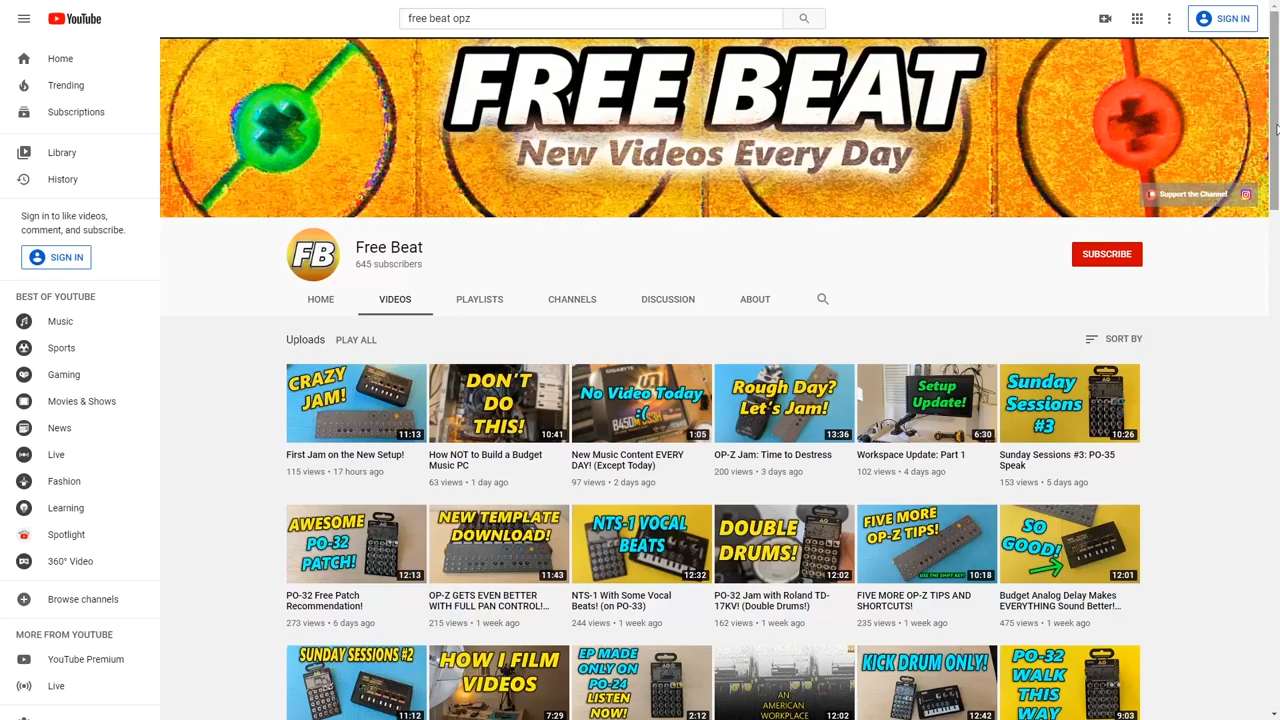 YouTube
free beat opz
SIGN IN
Home
Trending
Subscriptions
Library
History
Sign in to like videos,
comment, and subscribe.
SIGN IN
BEST OF YOUTUBE
Music
Sports
Gaming
Movies & Shows
News
Live
Fashion
Learning
Spotlight
360° Video
Browse channels
MORE FROM YOUTUBE
YouTube Premium
Live
FREE BEAT
New Videos Every Day
Support the Channel
FB
Free Beat
645 subscribers
SUBSCRIBE
HOME
VIDEOS
PLAYLISTS
CHANNELS
DISCUSSION
ABOUT
Uploads
PLAY ALL
SORT BY
CRAZY
JAM!
11:13
First Jam on the New Setup!
115 views • 17 hours ago
DON'T
DO
THIS!
10:41
How NOT to Build a Budget
Music PC
63 views • 1 day ago
GIGABYTE
No Video Today
:(
B450M DS3H
1:05
New Music Content EVERY
DAY! (Except Today)
97 views • 2 days ago
Rough Day?
Let's Jam!
13:36
OP-Z Jam: Time to Destress
200 views • 3 days ago
Setup
Update!
6:30
Workspace Update: Part 1
102 views • 4 days ago
Sunday
Sessions
#3
10:26
Sunday Sessions #3: PO-35
Speak
153 views • 5 days ago
AWESOME
PO-32
PATCH!
12:13
PO-32 Free Patch
Recommendation!
273 views • 6 days ago
NEW TEMPLATE
DOWNLOAD!
11:43
OP-Z GETS EVEN BETTER
WITH FULL PAN CONTROL!...
215 views • 1 week ago
NTS-1 VOCAL
BEATS
12:32
NTS-1 With Some Vocal
Beats! (on PO-33)
244 views • 1 week ago
DOUBLE
DRUMS!
12:02
PO-32 Jam with Roland TD-
17KV! (Double Drums!)
162 views • 1 week ago
FIVE MORE
OP-Z TIPS!
USE THE SHIFT KEY!
10:18
FIVE MORE OP-Z TIPS AND
SHORTCUTS!
235 views • 1 week ago
SO
GOOD!
12:01
Budget Analog Delay Makes
EVERYTHING Sound Better!...
475 views • 1 week ago
SUNDAY SESSIONS #2
11:12
HOW I FILM
VIDEOS
7:29
EP MADE
ONLY ON
PO-24
LISTEN
NOW!
2:12
AN
AMERICAN
WORKPLACE
12:02
KICK DRUM ONLY!
12:42
PO-32
WALK
THIS
WAY
9:03